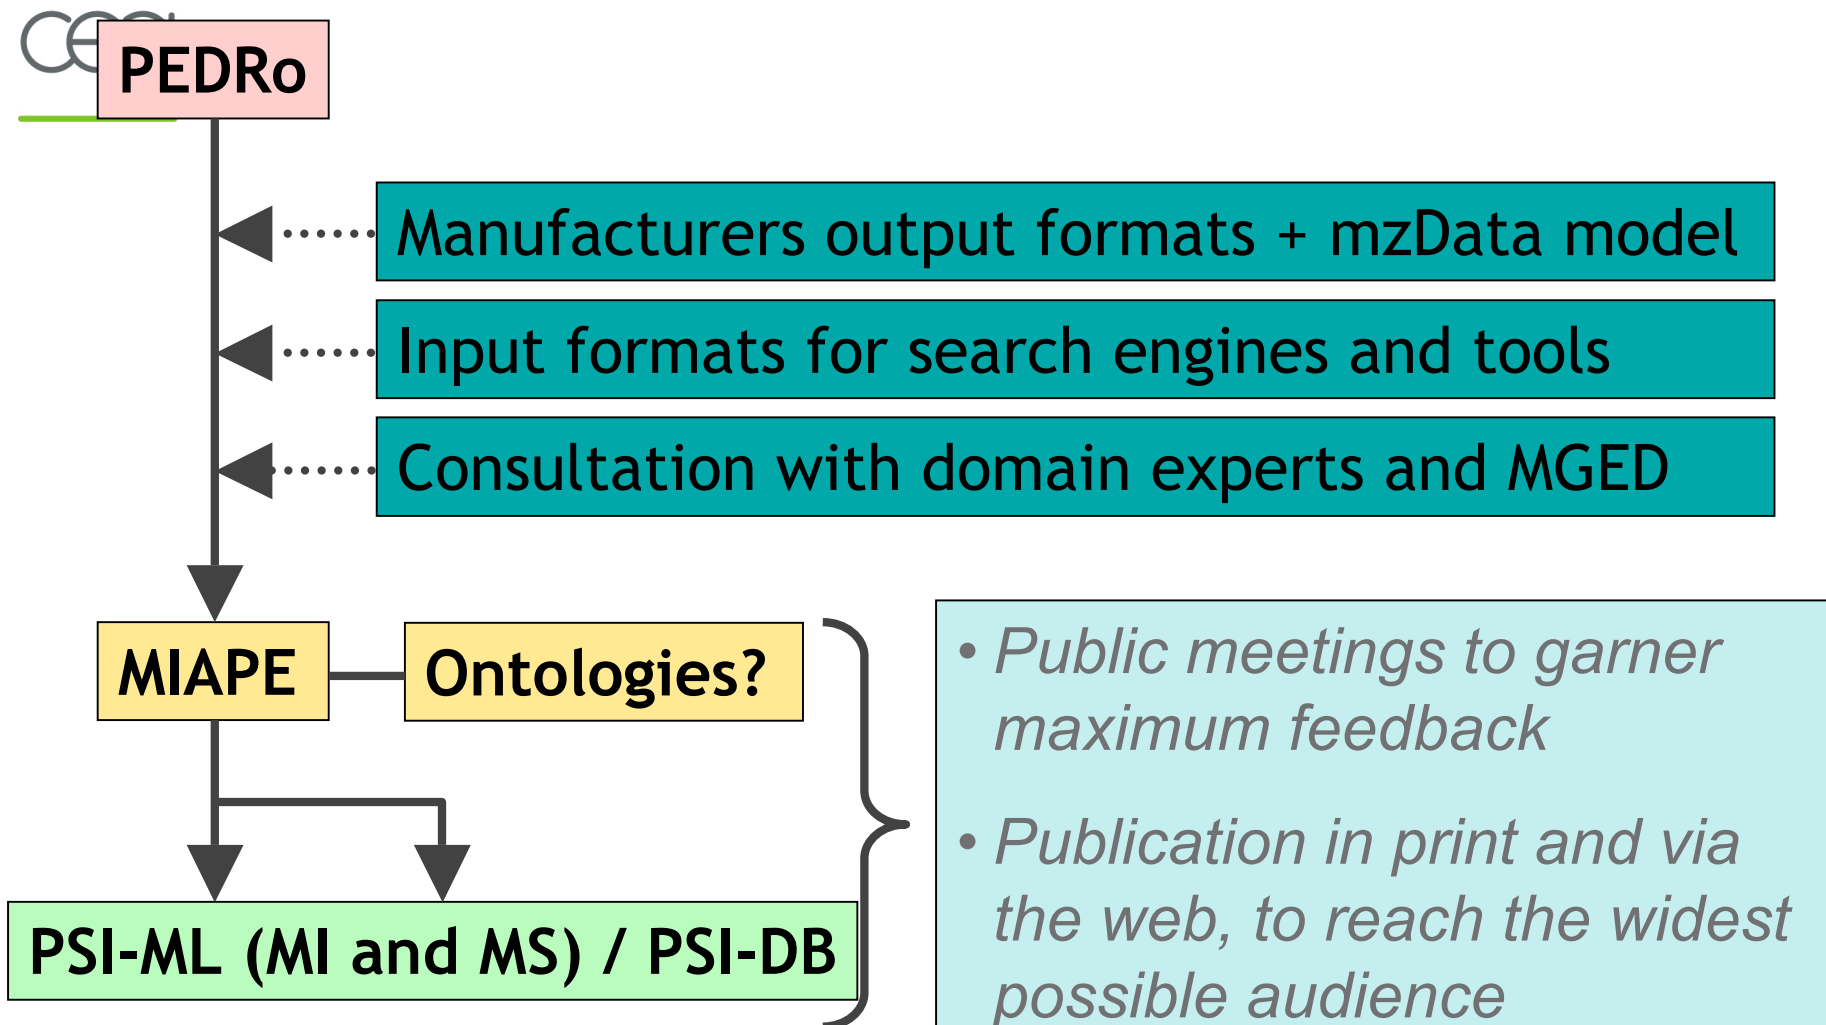 PEDRo
Manufacturers output formats + mzData model
Input formats for search engines and tools
Consultation with domain experts and MGED
MIAPE
Ontologies?
PSI-ML (MI and MS) / PSI-DB
• Public meetings to garner
maximum feedback
• Publication in print and via
the web, to reach the widest
possible audience